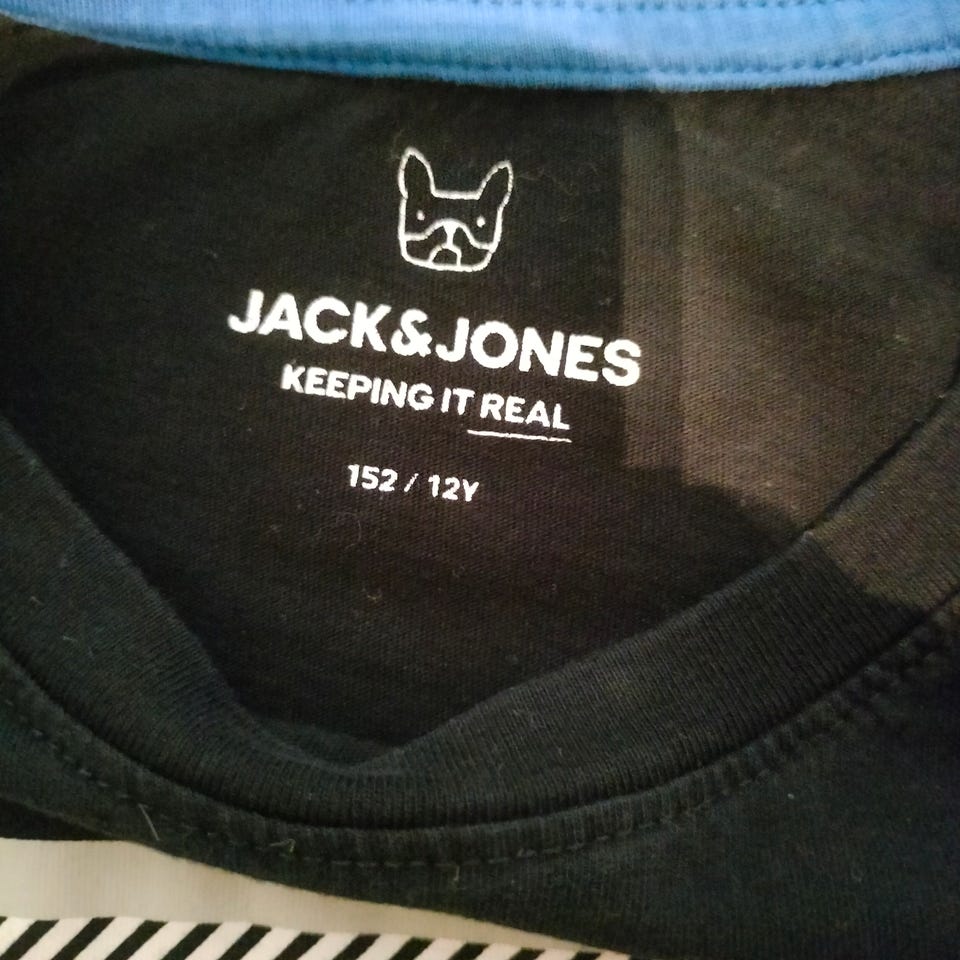 JACK&JONES
KEEPING IT REAL
152 / 12Y